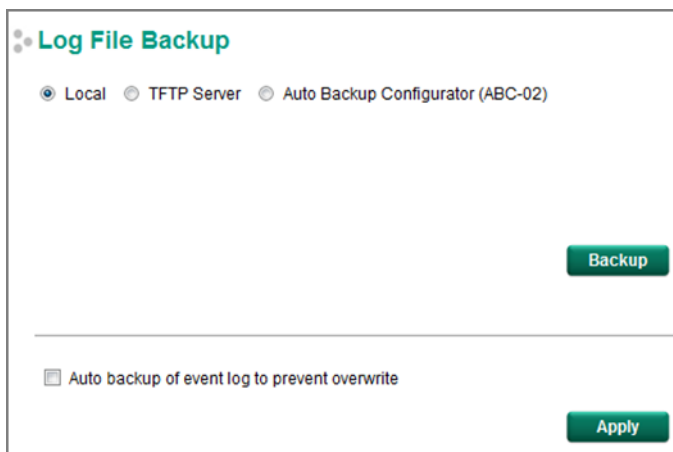 Log File Backup
Local TFTP Server Auto Backup Configurator (ABC-02)
Backup
Auto backup of event log to prevent overwrite
Apply